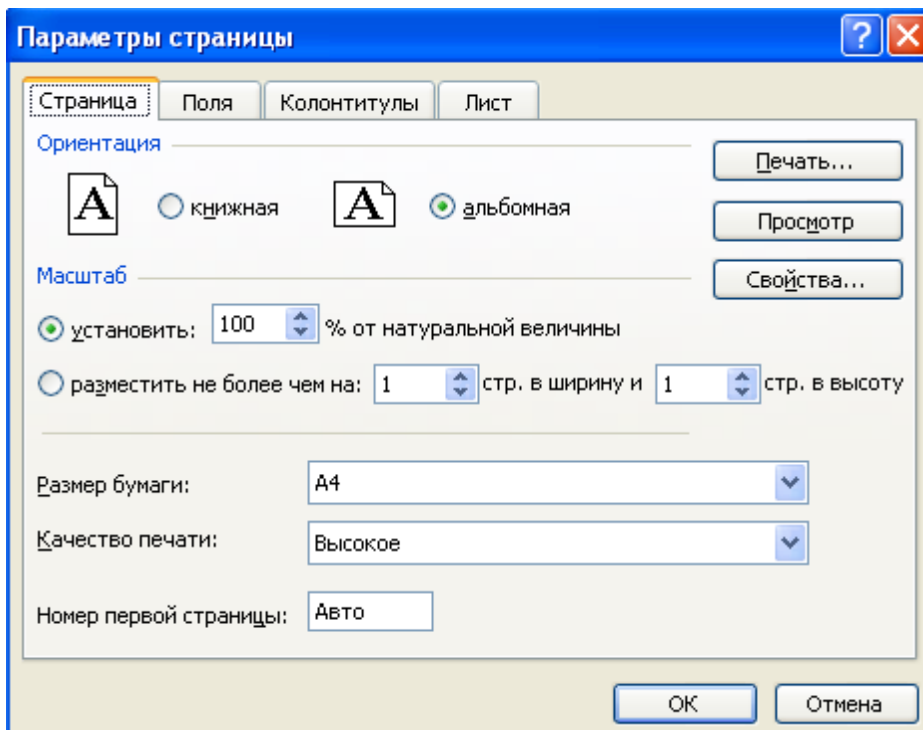 Параметры страницы
Страница Поля Колонтитулы Лист
Ориентация
Печать...
A книжная A альбомная
Просмотр
Масштаб
Свойства...
установить: 100 % от натуральной величины
разместить не более чем на: 1 стр. в ширину и 1 стр. в высоту
Размер бумаги: A4
Качество печати: Высокое
Номер первой страницы: Авто
ОК Отмена